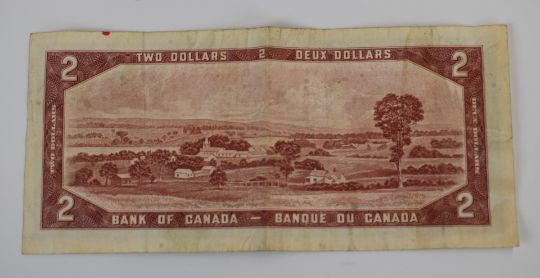 TWO DOLLARS 2 DEUX DOLLARS
2 2
TWO DOLLARS
DEUX DOLLARS
2 2
BANK OF CANADA — BANQUE DU CANADA